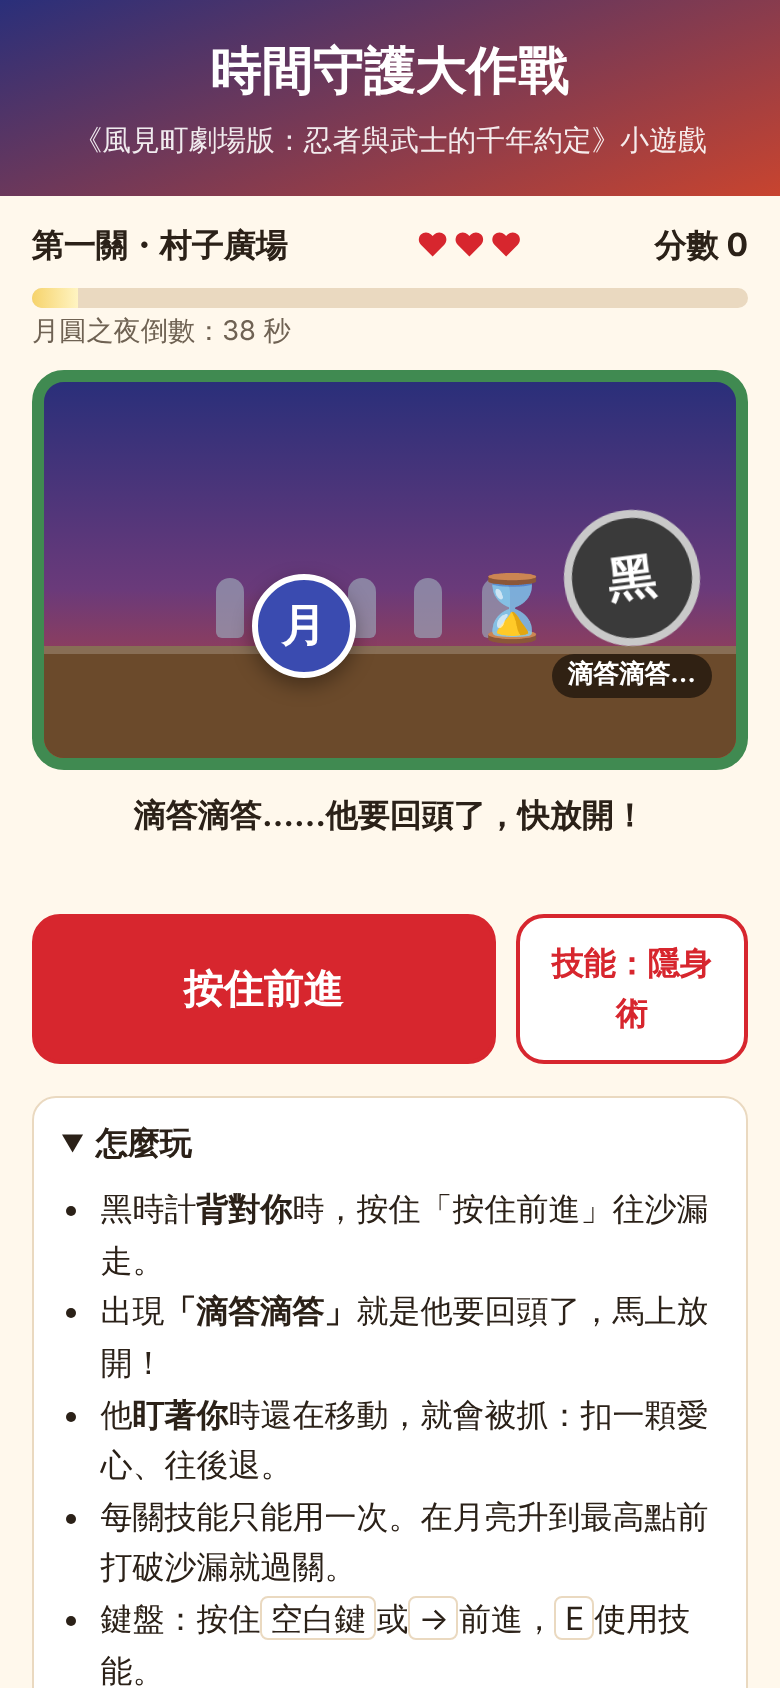 時間守護大作戰
《風見町劇場版：忍者與武士的千年約定》小遊戲
第一關・村子廣場
分數 0
月圓之夜倒數：38 秒
月
黑
滴答滴答…
滴答滴答……他要回頭了，快放開！
按住前進
技能：隱身
術
▼ 怎麼玩
• 黑時計背對你時，按住「按住前進」往沙漏
走。
• 出現「滴答滴答」就是他要回頭了，馬上放
開！
• 他盯著你時還在移動，就會被抓：扣一顆愛
心、往後退。
• 每關技能只能用一次。在月亮升到最高點前
打破沙漏就過關。
• 鍵盤：按住 空白鍵 或 → 前進，E 使用技
能。